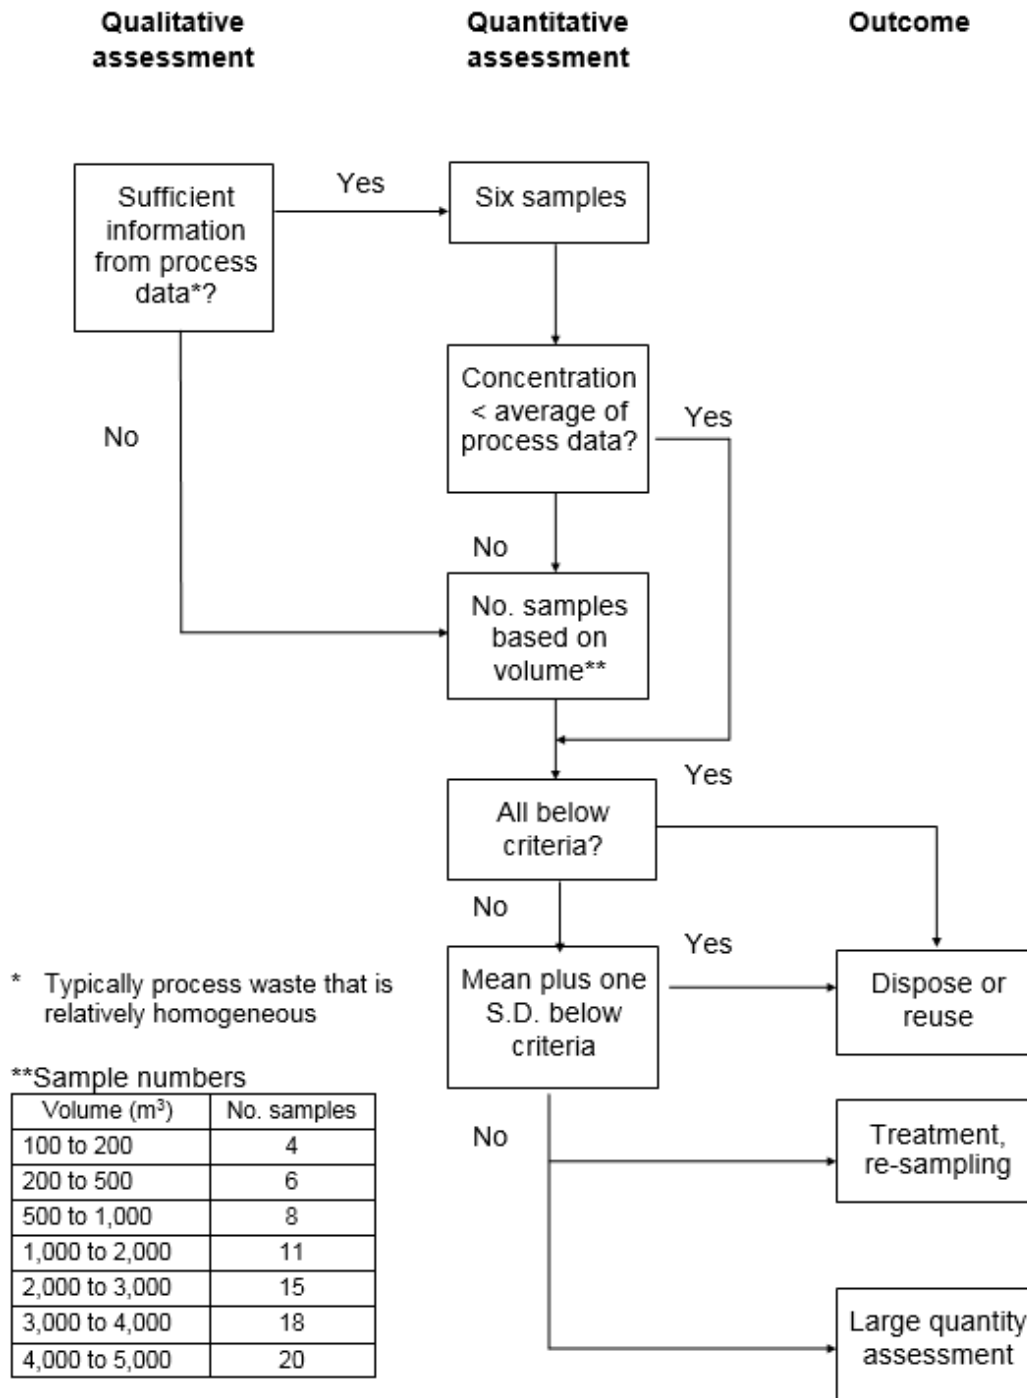 Qualitative
assessment
Quantitative
assessment
Outcome
Sufficient
information
from process
data*?
Yes
Six samples
Concentration
< average of
process data?
Yes
No
No
No. samples
based on
volume**
Yes
All below
criteria?
No
Yes
Mean plus one
S.D. below
criteria
Dispose or
reuse
No
Treatment,
re-sampling
Large quantity
assessment
* Typically process waste that is
relatively homogeneous
**Sample numbers
Volume (m³) No. samples
100 to 200 4
200 to 500 6
500 to 1,000 8
1,000 to 2,000 11
2,000 to 3,000 15
3,000 to 4,000 18
4,000 to 5,000 20